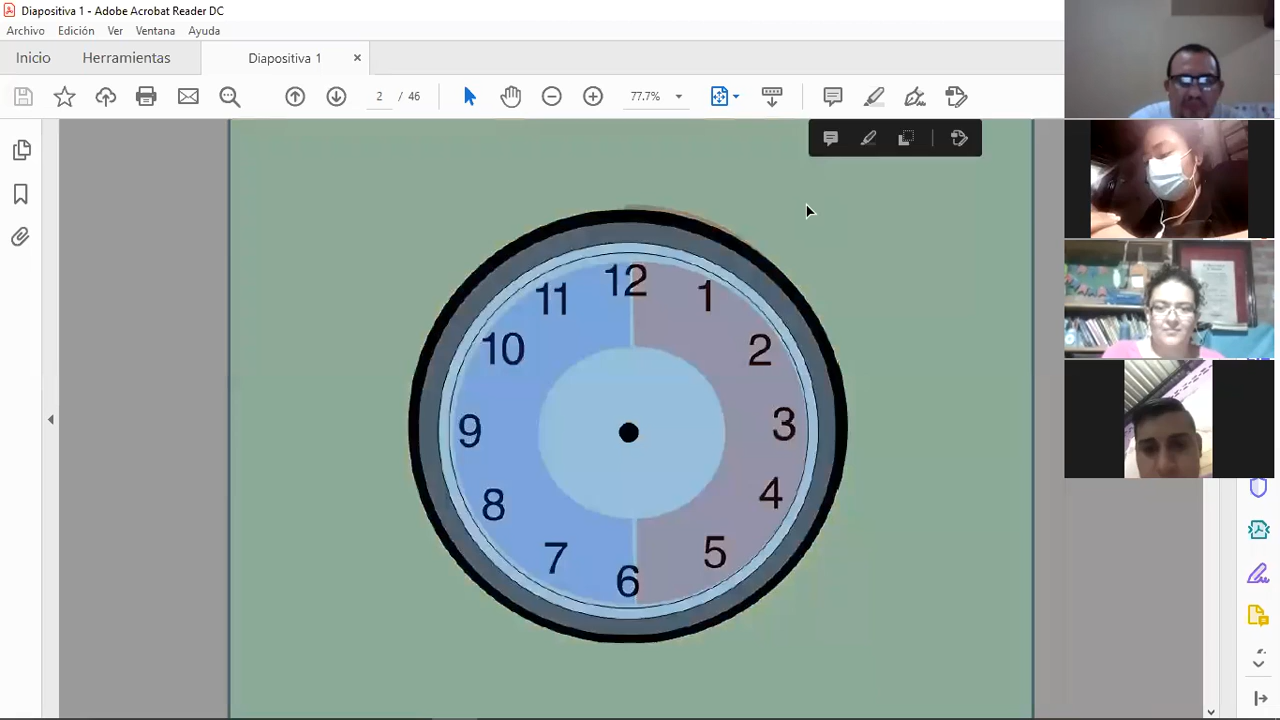 Diapositiva 1 - Adobe Acrobat Reader DC
Archivo Edición Ver Ventana Ayuda
Inicio Herramientas Diapositiva 1 ×
2 / 46 77.7%
12
11 1
10 2
9 3
8 4
7 5
6